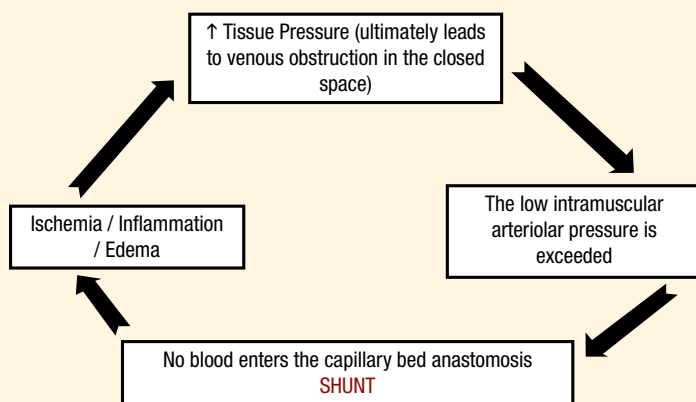 ↑ Tissue Pressure (ultimately leads
to venous obstruction in the closed
space)
The low intramuscular
arteriolar pressure is
exceeded
No blood enters the capillary bed anastomosis
SHUNT
Ischemia / Inflammation
/ Edema